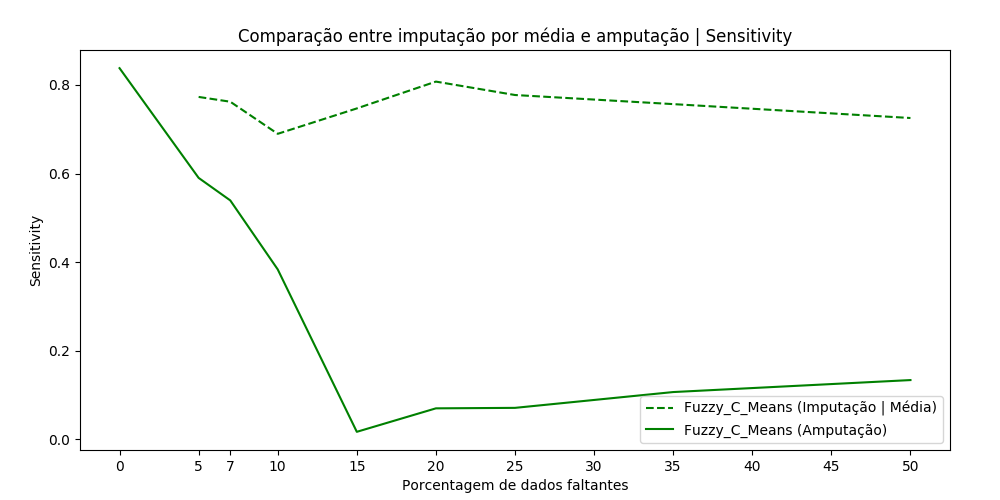 Comparação entre imputação por média e amputação | Sensitivity
Sensitivity
0.8
0.6
0.4
0.2
0.0
Fuzzy_C_Means (Imputação | Média)
Fuzzy_C_Means (Amputação)
0 5 7 10 15 20 25 30 35 40 45 50
Porcentagem de dados faltantes